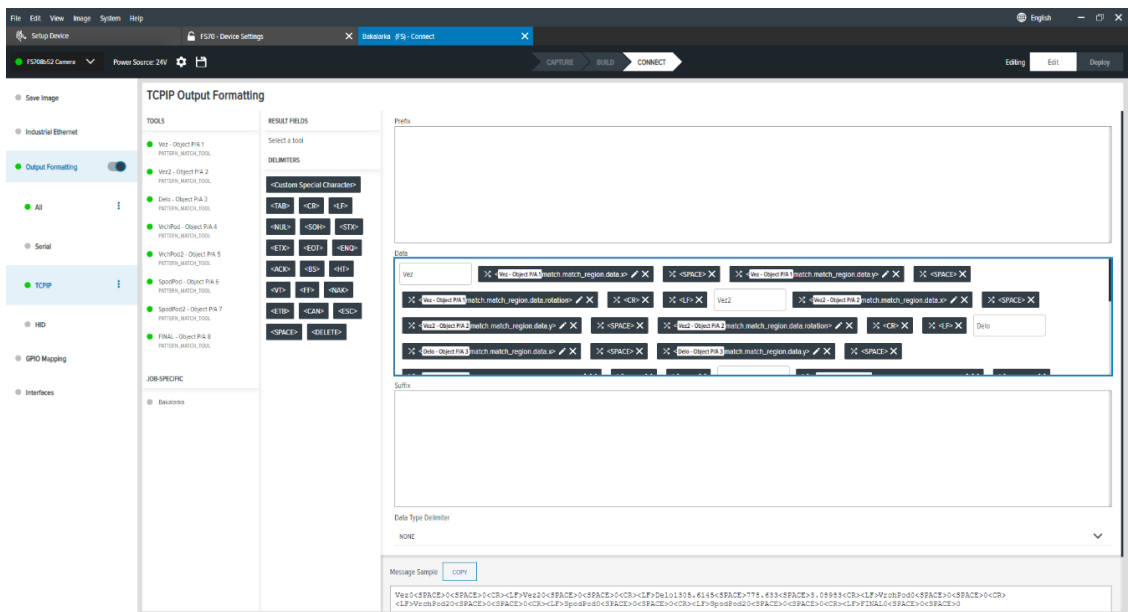 File Edit View Image System Help
English
Setup Device
FS70 - Device Settings
Bakalarka (FS) - Connect
FS70 8b52 Camera
Power Source: 24V
CAPTURE
BUILD
CONNECT
Editing
Edit
Deploy
Save Image
Industrial Ethernet
Output Formatting
All
Serial
TCPIP
HID
GPIO Mapping
Interfaces
TCPIP Output Formatting
TOOLS
Vez - Object P/A 1
PATTERN_MATCH_TOOL
Vez2 - Object P/A 2
PATTERN_MATCH_TOOL
Delo - Object P/A 3
PATTERN_MATCH_TOOL
VrchPod - Object P/A 4
PATTERN_MATCH_TOOL
VrchPod2 - Object P/A 5
PATTERN_MATCH_TOOL
SpodPod - Object P/A 6
PATTERN_MATCH_TOOL
SpodPod2 - Object P/A 7
PATTERN_MATCH_TOOL
FINAL - Object P/A 8
PATTERN_MATCH_TOOL
JOB-SPECIFIC
Bakalarka
RESULT FIELDS
Select a tool
DELIMITERS
<Custom Special Character>
<TAB> <CR> <LF>
<NUL> <SOH> <STX>
<ETX> <EOT> <ENQ>
<ACK> <BS> <HT>
<VT> <FF> <NAK>
<ETB> <CAN> <ESC>
<SPACE> <DELETE>
Prefix
Data
Vez <Vez - Object P/A 1 match.match_region.data.x> <SPACE> <Vez - Object P/A 1 match.match_region.data.y> <SPACE>
<Vez - Object P/A 1 match.match_region.data.rotation> <CR> <LF> Vez2 <Vez2 - Object P/A 2 match.match_region.data.x> <SPACE>
<Vez2 - Object P/A 2 match.match_region.data.y> <SPACE> <Vez2 - Object P/A 2 match.match_region.data.rotation> <CR> <LF> Delo
<Delo - Object P/A 3 match.match_region.data.x> <SPACE> <Delo - Object P/A 3 match.match_region.data.y> <SPACE>
Suffix
Data Type Delimiter
NONE
Message Sample
COPY
Vez0<SPACE>0<SPACE>0<CR><LF>Vez20<SPACE>0<SPACE>0<CR><LF>Delo1305.6145<SPACE>778.633<SPACE>3.08983<CR><LF>VrchPod0<SPACE>0<SPACE>0<CR>
<LF>VrchPod20<SPACE>0<SPACE>0<CR><LF>SpodPod0<SPACE>0<SPACE>0<CR><LF>SpodPod20<SPACE>0<SPACE>0<CR><LF>FINAL0<SPACE>0<SPACE>0